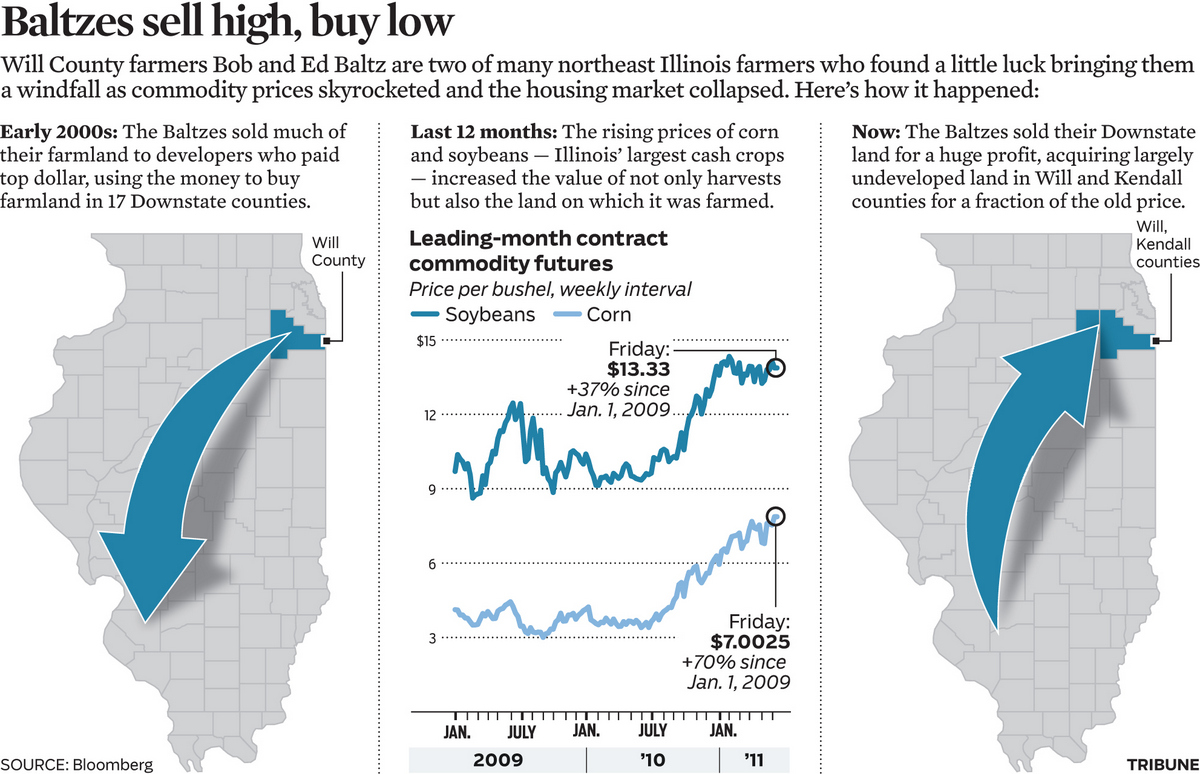 Baltzes sell high, buy low
Will County farmers Bob and Ed Baltz are two of many northeast Illinois farmers who found a little luck bringing them
a windfall as commodity prices skyrocketed and the housing market collapsed. Here’s how it happened:
Early 2000s: The Baltzes sold much of
their farmland to developers who paid
top dollar, using the money to buy
farmland in 17 Downstate counties.
Will
County
Last 12 months: The rising prices of corn
and soybeans — Illinois’ largest cash crops
— increased the value of not only harvests
but also the land on which it was farmed.
Leading-month contract
commodity futures
Price per bushel, weekly interval
Soybeans Corn
$15
12
9
6
3
Friday:
$13.33
+37% since
Jan. 1, 2009
Friday:
$7.0025
+70% since
Jan. 1, 2009
JAN. JULY JAN. JULY JAN.
2009 ’10 ’11
Now: The Baltzes sold their Downstate
land for a huge profit, acquiring largely
undeveloped land in Will and Kendall
counties for a fraction of the old price.
Will,
Kendall
counties
SOURCE: Bloomberg
TRIBUNE